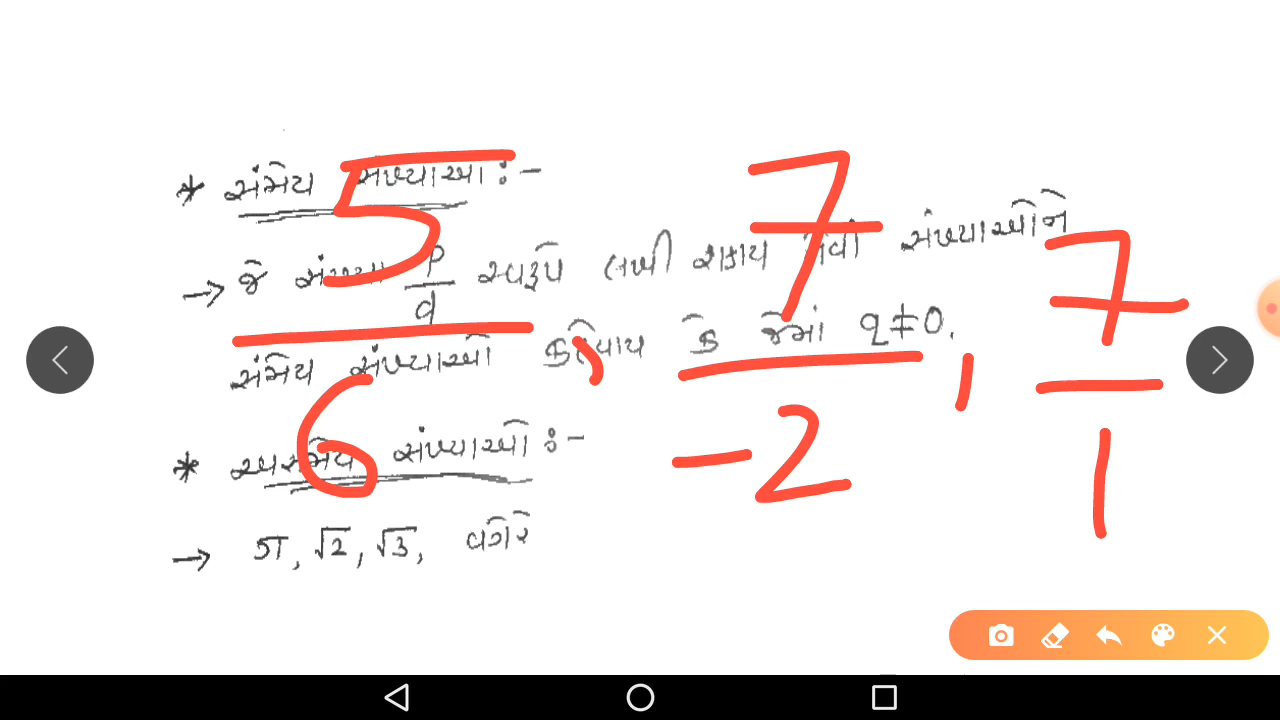 * સંમેય સંખ્યાઓ :-
→ જે સંખ્યા p/q સ્વરૂપે લખી શકાય તેવી સંખ્યાઓને
સંમેય સંખ્યાઓ કહેવાય કે જેમાં q≠0.
* અસંમેય સંખ્યાઓ :-
→ π, √2, √3, વગેરે
5/6, 7/-2, 7/1